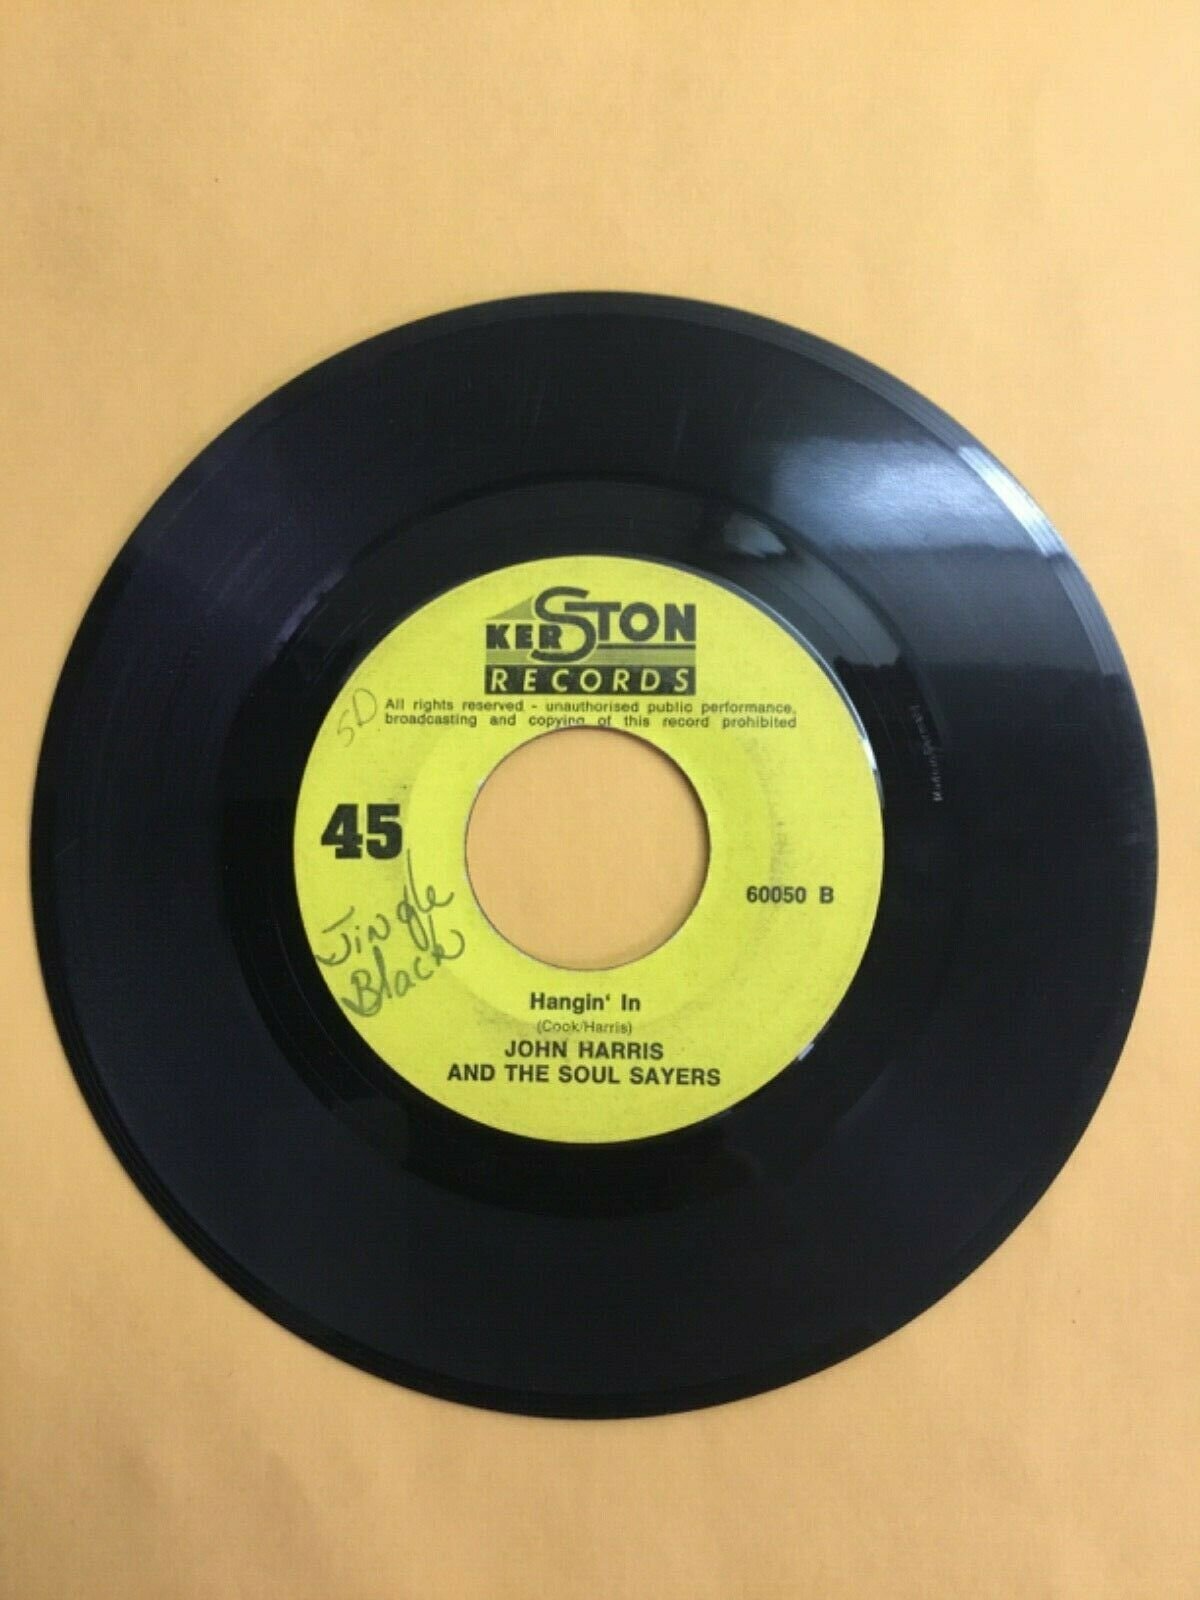 KERSTON
RECORDS
All rights reserved - unauthorised public performance,
broadcasting and copying of this record prohibited
SD
45
60050 B
Jingle
Black
Hangin' In
(Cook/Harris)
JOHN HARRIS
AND THE SOUL SAYERS